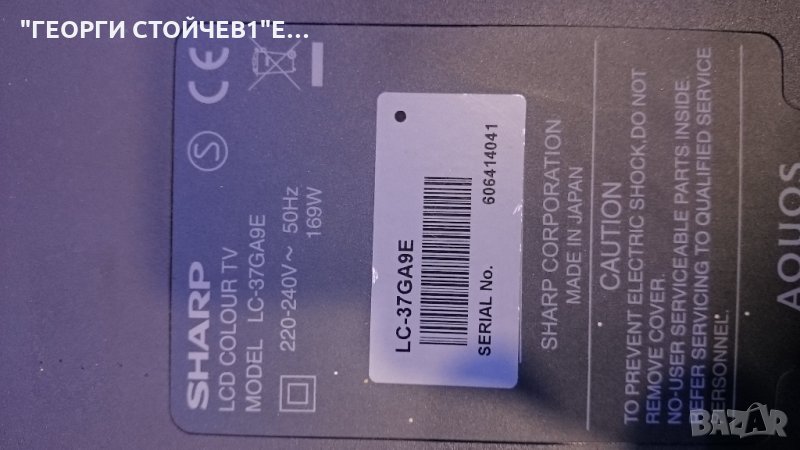 "ГЕОРГИ СТОЙЧЕВ1"Е...
SHARP
LCD COLOUR TV
MODEL LC-37GA9E
220-240V ~ 50Hz
169W
S
CE
LC-37GA9E
SERIAL No. 606414041
SHARP CORPORATION
MADE IN JAPAN
CAUTION
TO PREVENT ELECTRIC SHOCK,DO NOT
REMOVE COVER.
NO-USER SERVICEABLE PARTS INSIDE.
REFER SERVICING TO QUALIFIED SERVICE
PERSONNEL.
AQUOS
BAZAR